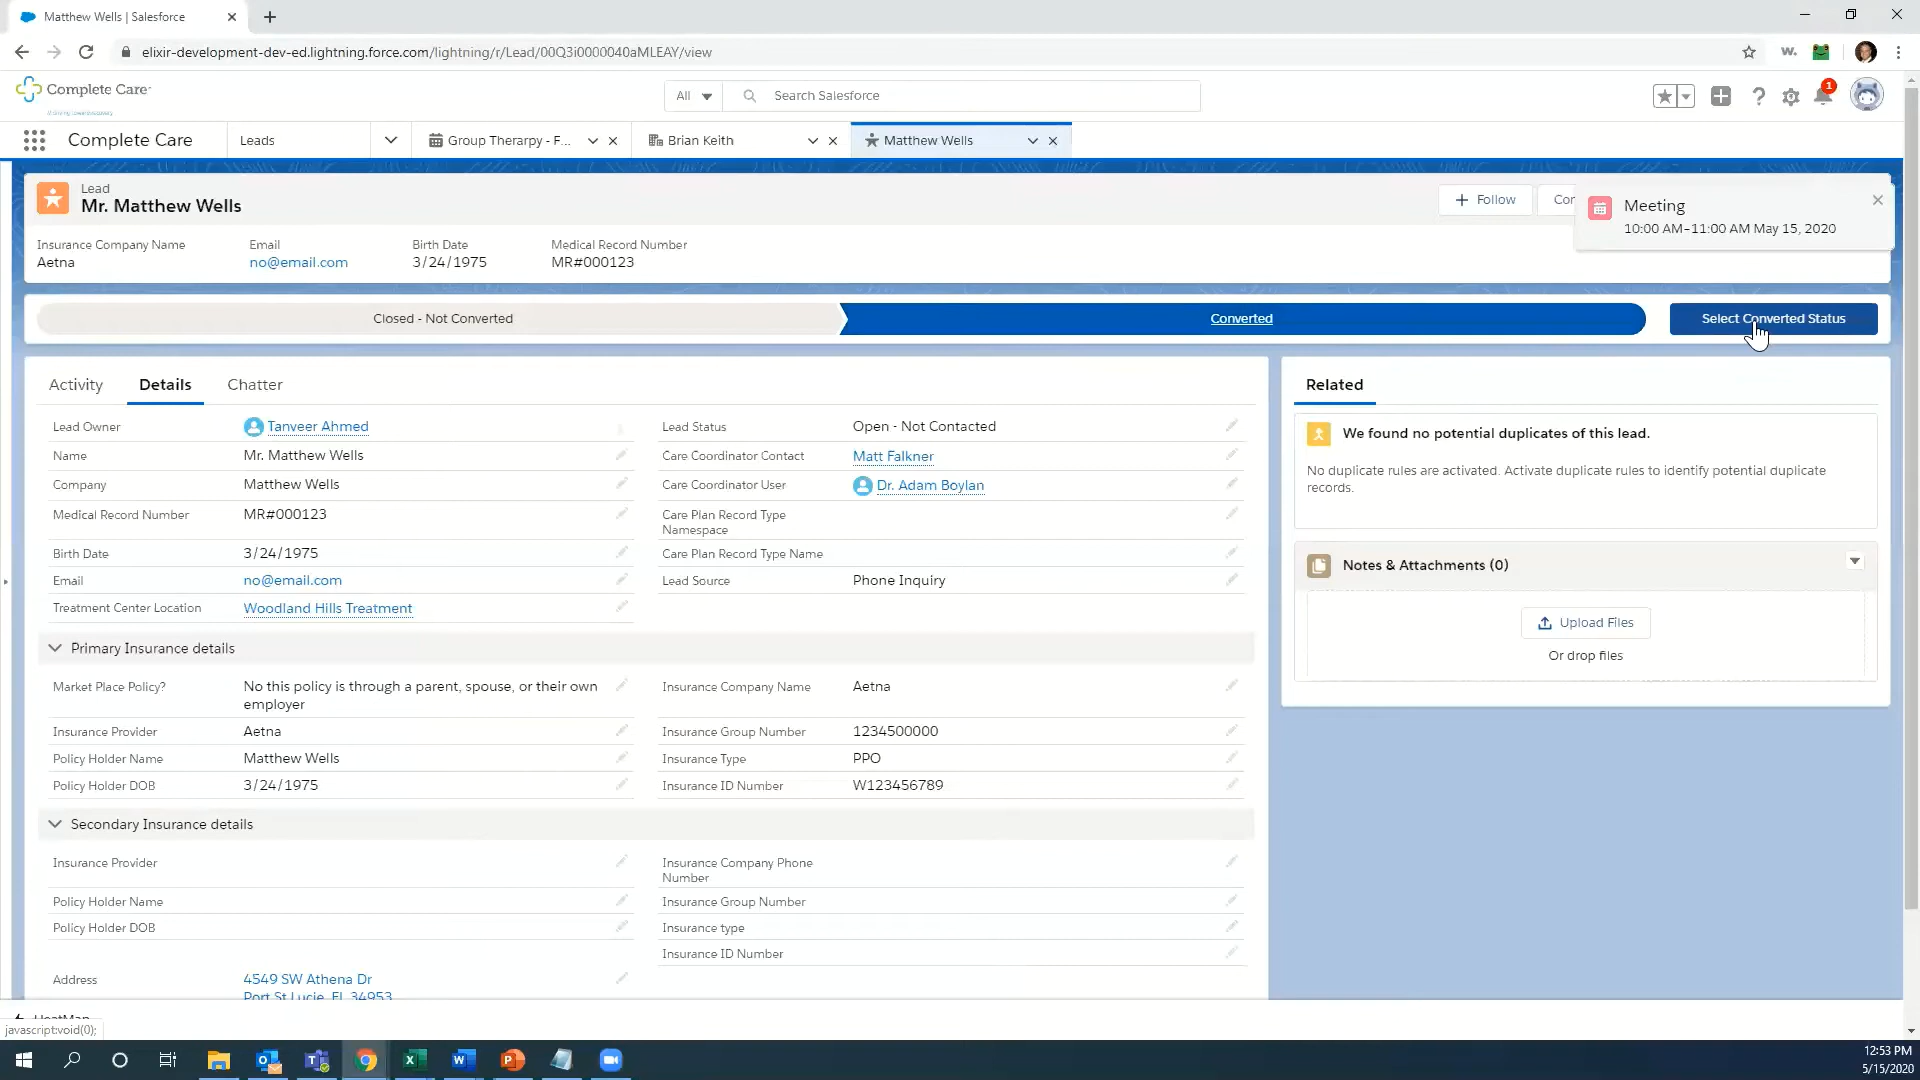 Matthew Wells | Salesforce
elixir-development-dev-ed.lightning.force.com/lightning/r/Lead/00Q3i0000040aMLEAY/view
w.
Complete Care
All
Search Salesforce
1
Complete Care
Leads
Group Therarpy - F...
Brian Keith
Matthew Wells
Lead
Mr. Matthew Wells
Follow
Cor
Meeting
10:00 AM–11:00 AM May 15, 2020
Insurance Company Name
Aetna
Email
no@email.com
Birth Date
3/24/1975
Medical Record Number
MR#000123
Closed - Not Converted
Converted
Select Converted Status
Activity
Details
Chatter
Lead Owner
Tanveer Ahmed
Name
Mr. Matthew Wells
Company
Matthew Wells
Medical Record Number
MR#000123
Birth Date
3/24/1975
Email
no@email.com
Treatment Center Location
Woodland Hills Treatment
Lead Status
Open - Not Contacted
Care Coordinator Contact
Matt Falkner
Care Coordinator User
Dr. Adam Boylan
Care Plan Record Type
Namespace
Care Plan Record Type Name
Lead Source
Phone Inquiry
Primary Insurance details
Market Place Policy?
No this policy is through a parent, spouse, or their own
employer
Insurance Provider
Aetna
Policy Holder Name
Matthew Wells
Policy Holder DOB
3/24/1975
Insurance Company Name
Aetna
Insurance Group Number
1234500000
Insurance Type
PPO
Insurance ID Number
W123456789
Secondary Insurance details
Insurance Provider
Policy Holder Name
Policy Holder DOB
Insurance Company Phone
Number
Insurance Group Number
Insurance type
Insurance ID Number
Address
4549 SW Athena Dr
Port St Lucie, FL 34953
Related
We found no potential duplicates of this lead.
No duplicate rules are activated. Activate duplicate rules to identify potential duplicate
records.
Notes & Attachments (0)
Upload Files
Or drop files
HeatMap
javascript:void(0);
12:53 PM
5/15/2020